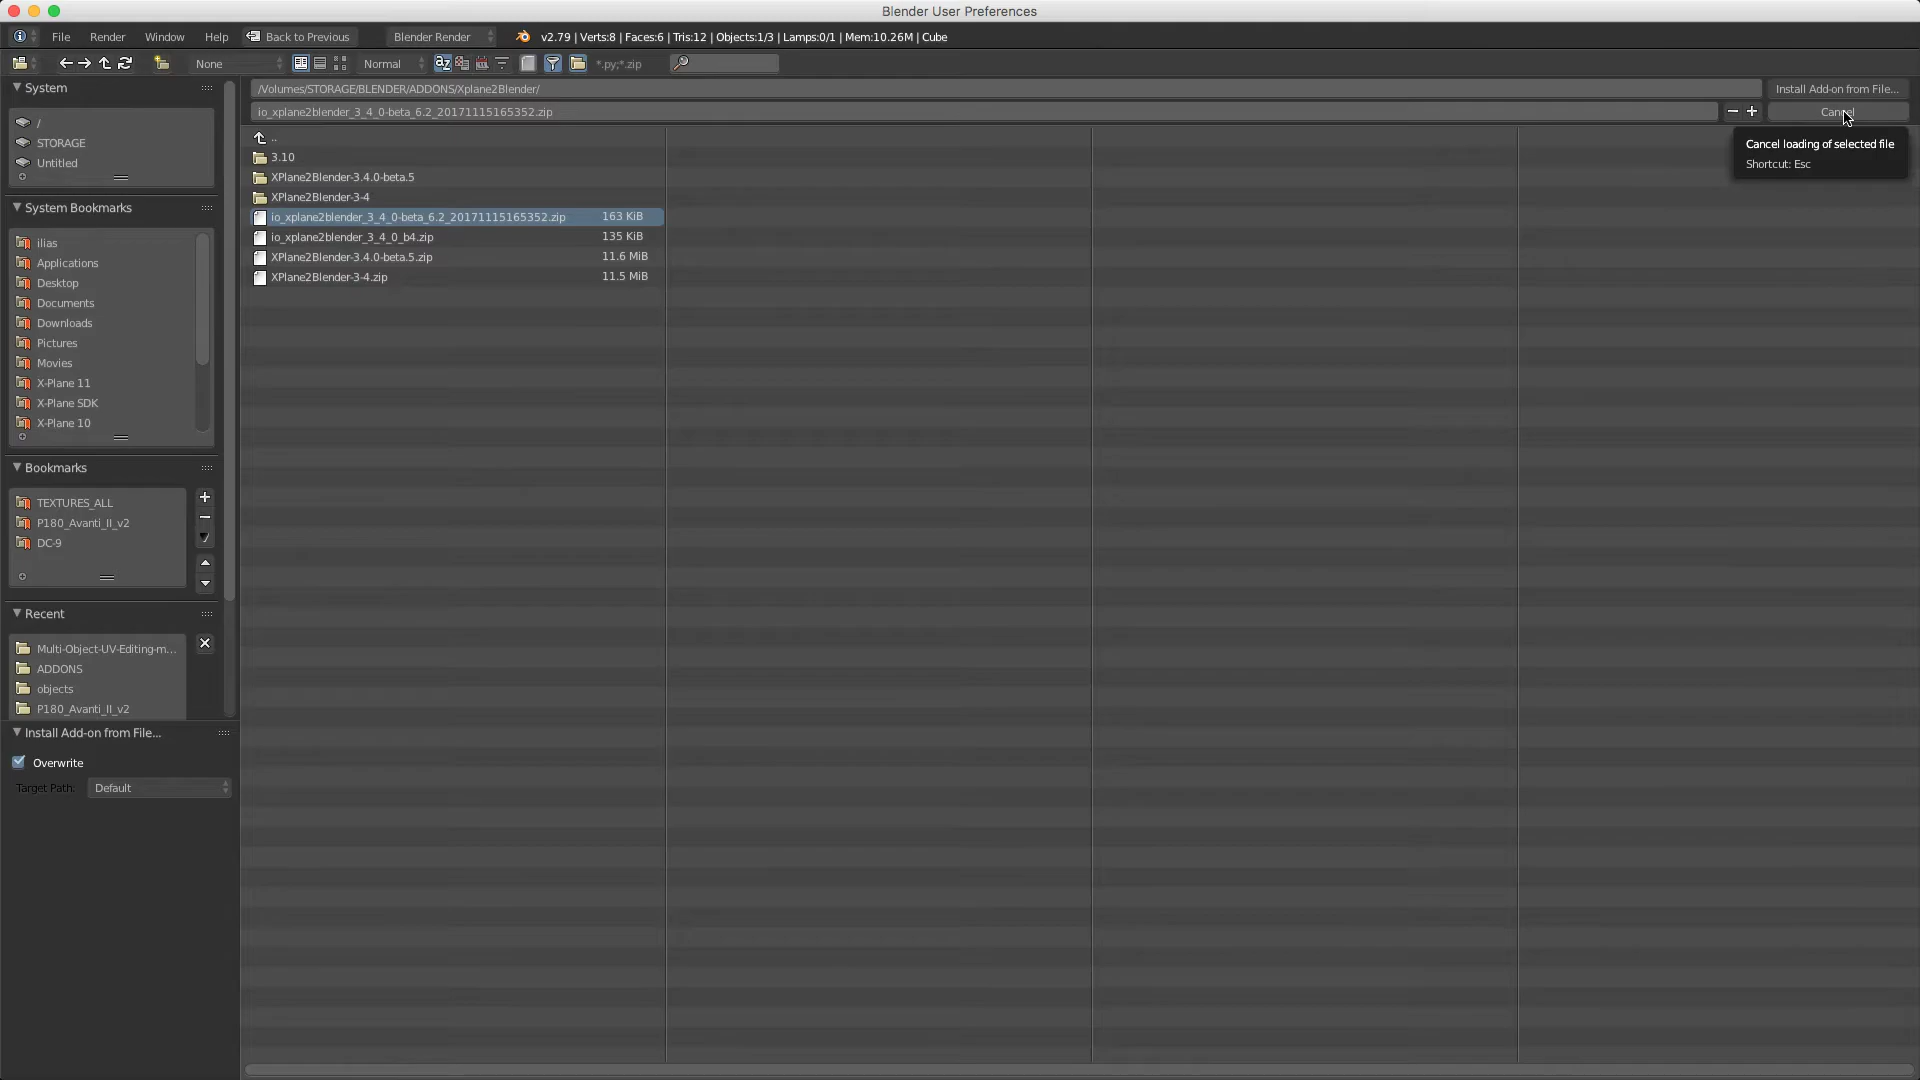 Blender User Preferences
File Render Window Help Back to Previous Blender Render v2.79 | Verts:8 | Faces:6 | Tris:12 | Objects:1/3 | Lamps:0/1 | Mem:10.26M | Cube
None Normal *.py;*.zip
System
/Volumes/STORAGE/BLENDER/ADDONS/Xplane2Blender/
Install Add-on from File...
io_xplane2blender_3_4_0-beta_6.2_20171115165352.zip
Cancel
Cancel loading of selected file
Shortcut: Esc
/
STORAGE
Untitled
System Bookmarks
ilias
Applications
Desktop
Documents
Downloads
Pictures
Movies
X-Plane 11
X-Plane SDK
X-Plane 10
Bookmarks
TEXTURES_ALL
P180_Avanti_II_v2
DC-9
Recent
Multi-Object-UV-Editing-m...
ADDONS
objects
P180_Avanti_II_v2
Install Add-on from File...
Overwrite
Target Path: Default
..
3.10
XPlane2Blender-3.4.0-beta.5
XPlane2Blender-3-4
io_xplane2blender_3_4_0-beta_6.2_20171115165352.zip 163 KiB
io_xplane2blender_3_4_0_b4.zip 135 KiB
XPlane2Blender-3.4.0-beta.5.zip 11.6 MiB
XPlane2Blender-3-4.zip 11.5 MiB